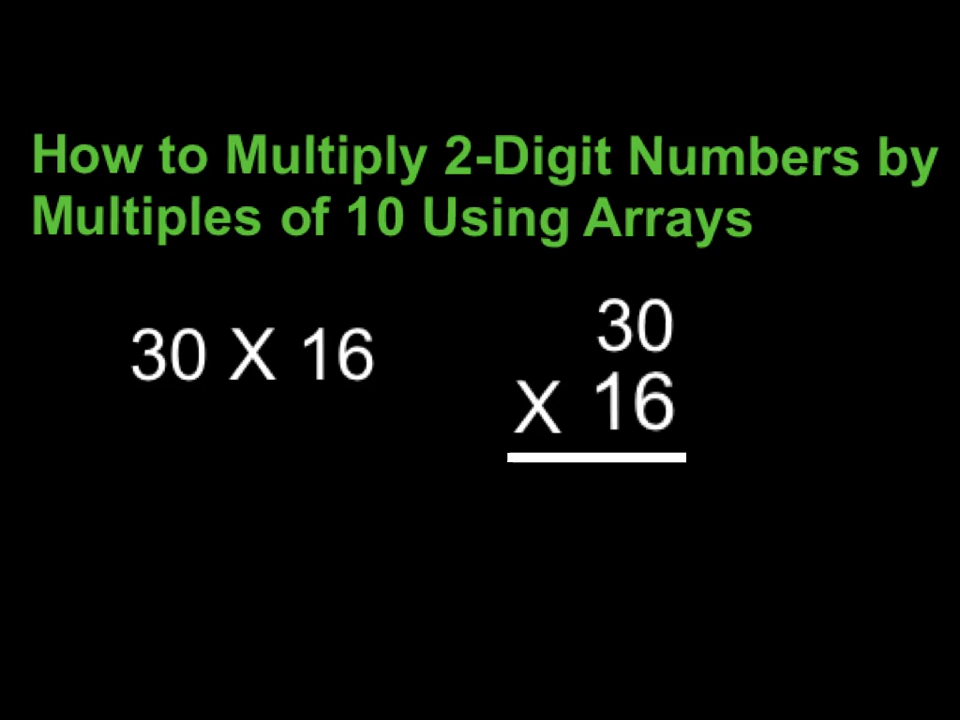 How to Multiply 2-Digit Numbers by
Multiples of 10 Using Arrays
30 X 16
30
X 16